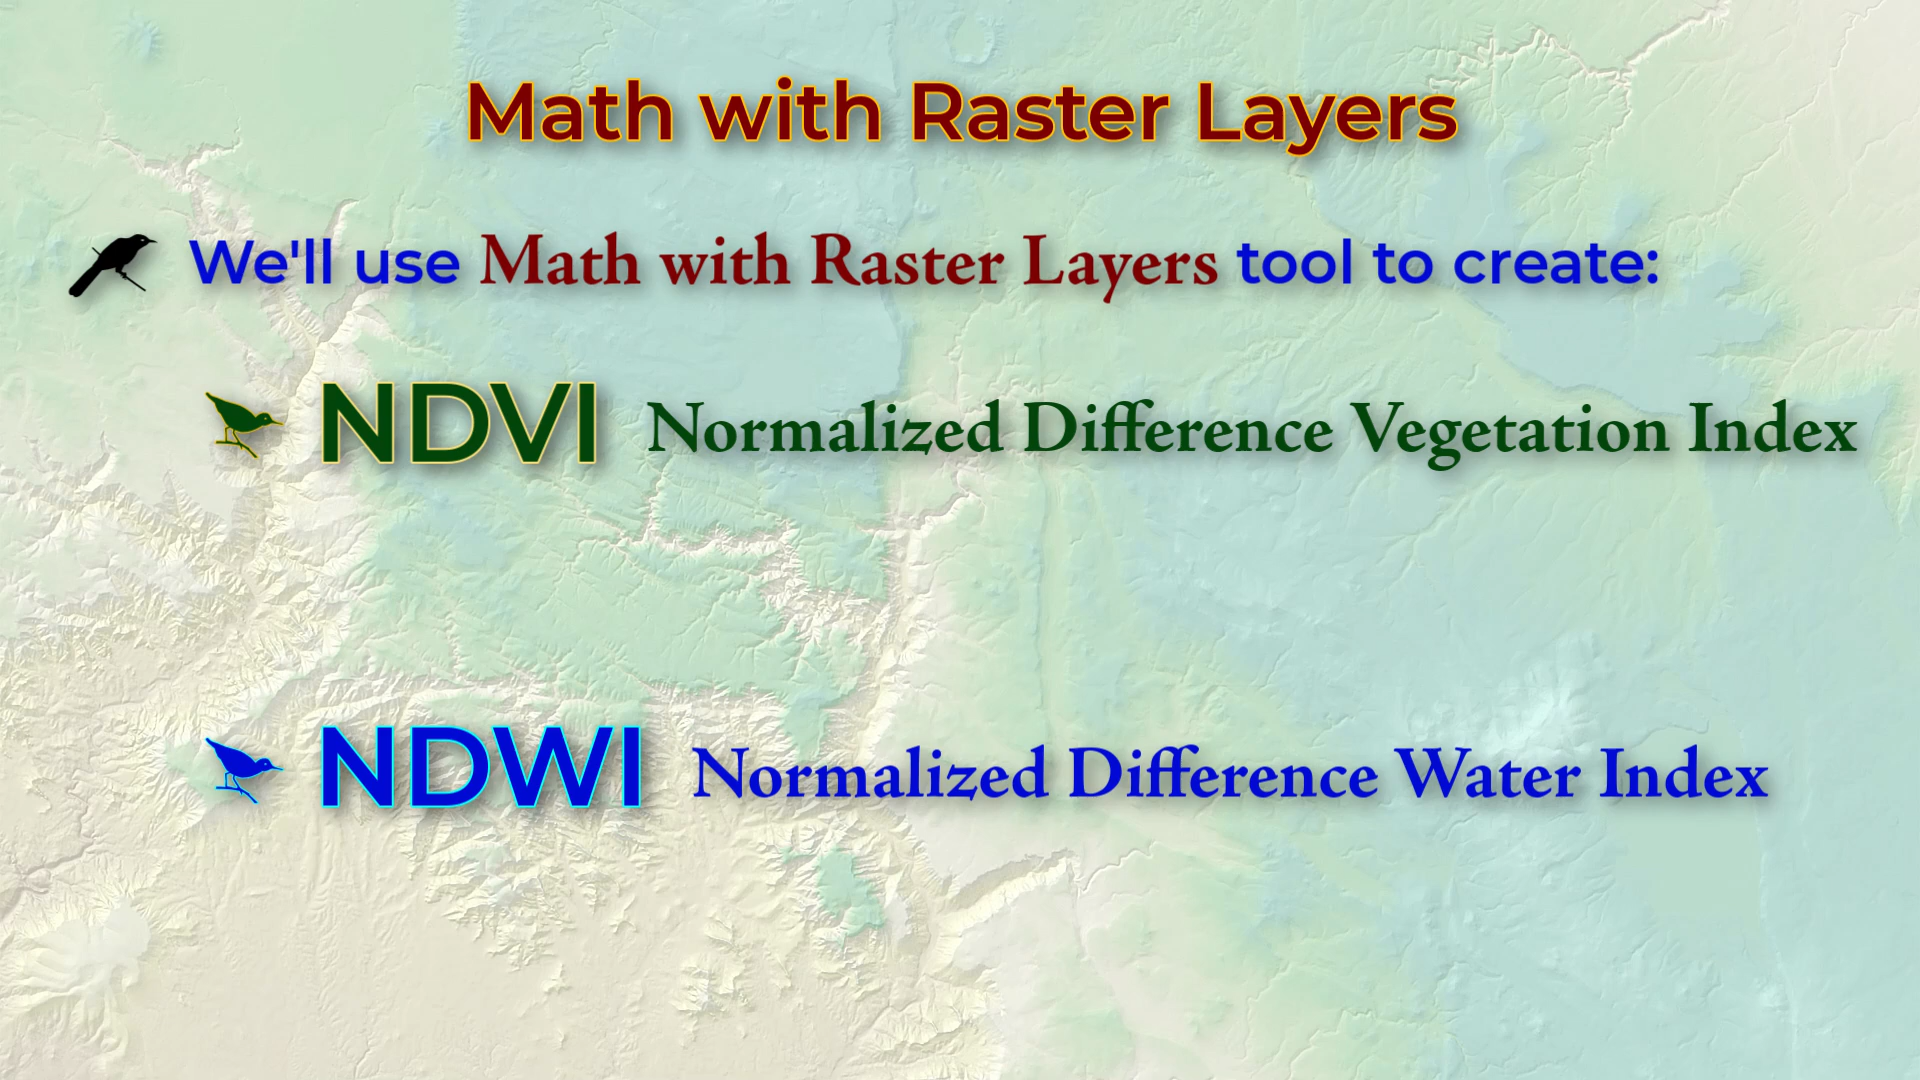 Math with Raster Layers
We'll use Math with Raster Layers tool to create:
NDVI Normalized Difference Vegetation Index
NDWI Normalized Difference Water Index